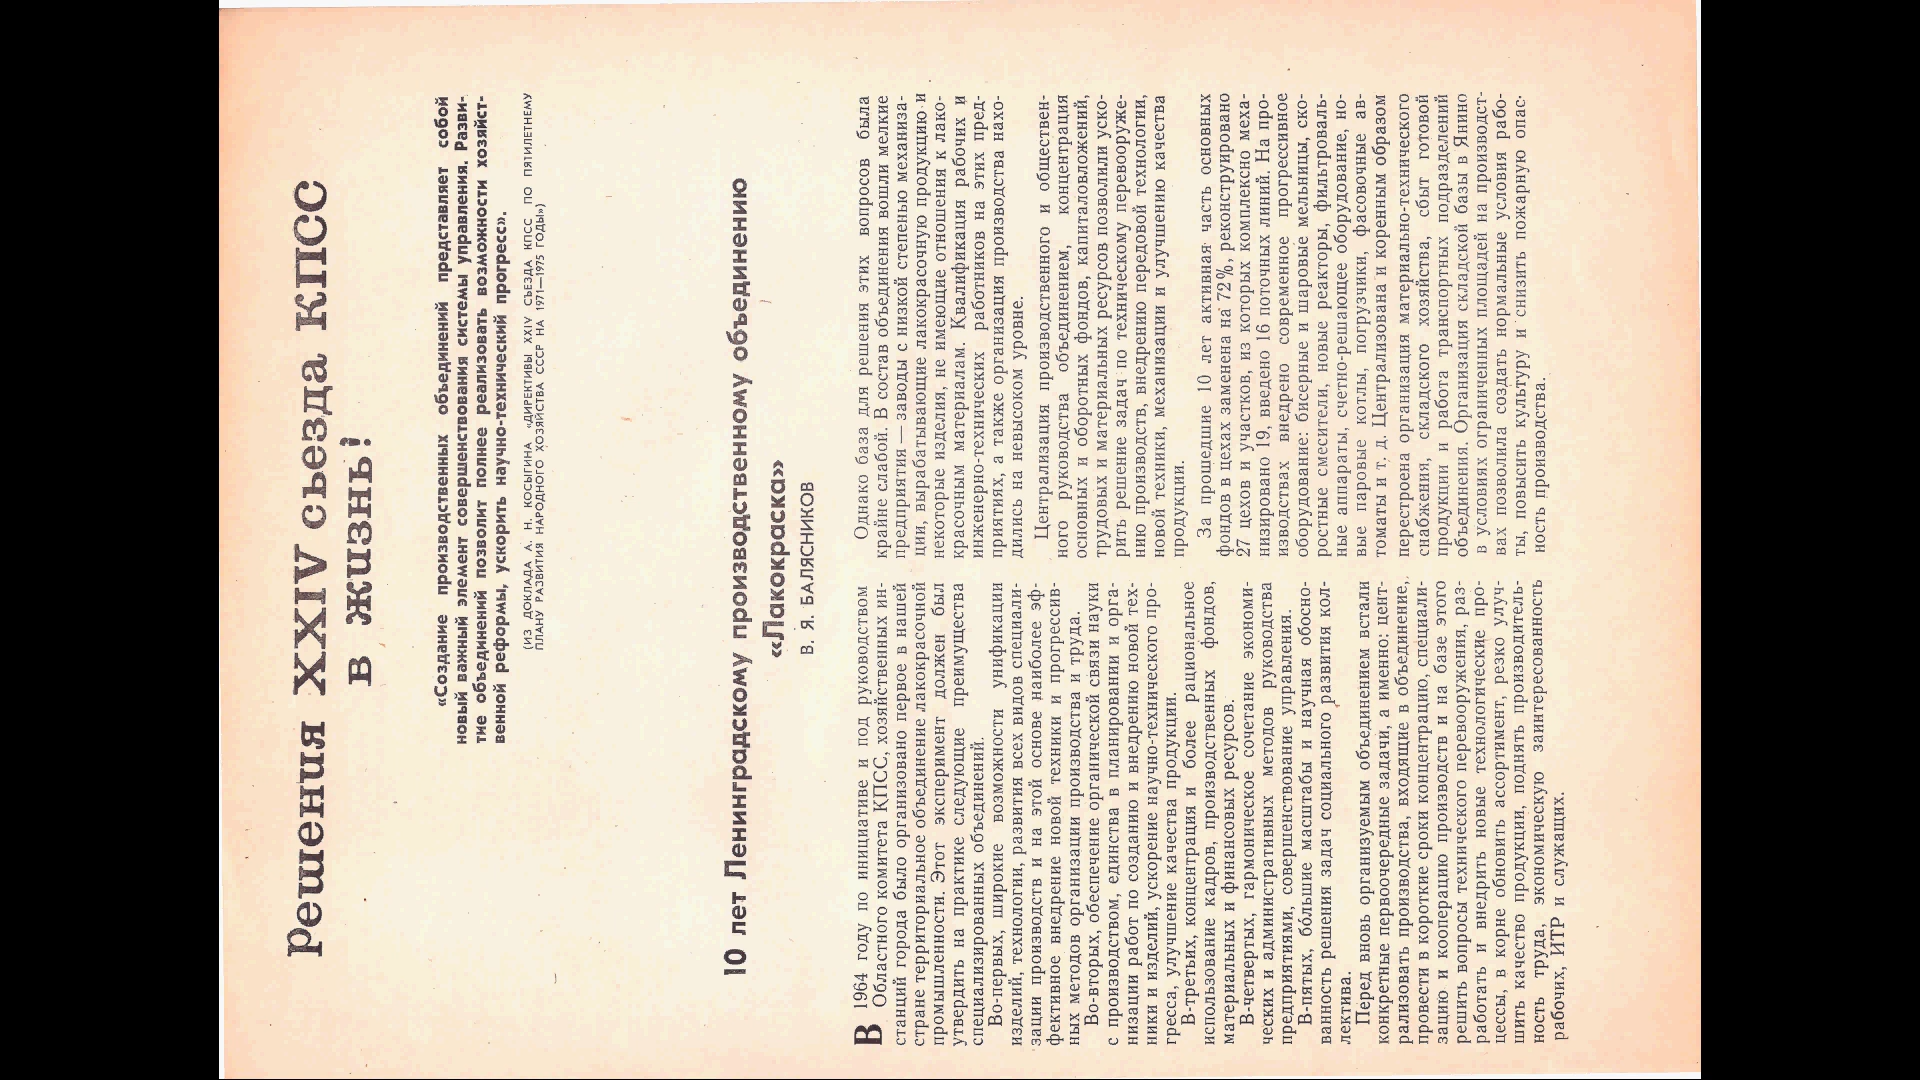 Решения XXIV съезда КПСС
в жизнь!
«Создание производственных объединений представляет собой
новый важный элемент совершенствования системы управления. Разви-
тие объединений позволит полнее реализовать возможности хозяйст-
венной реформы, ускорить научно-технический прогресс».
(ИЗ ДОКЛАДА А. Н. КОСЫГИНА «ДИРЕКТИВЫ XXIV СЪЕЗДА КПСС ПО ПЯТИЛЕТНЕМУ
ПЛАНУ РАЗВИТИЯ НАРОДНОГО ХОЗЯЙСТВА СССР НА 1971—1975 ГОДЫ»)
10 лет Ленинградскому производственному объединению
«Лакокраска»
В. Я. БАЛЯСНИКОВ
В 1964 году по инициативе и под руководством
Областного комитета КПСС, хозяйственных ин-
станций города было организовано первое в нашей
стране территориальное объединение лакокрасочной
промышленности. Этот эксперимент должен был
утвердить на практике следующие преимущества
специализированных объединений.
Во-первых, широкие возможности унификации
изделий, технологии, развития всех видов специали-
зации производств и на этой основе наиболее эф-
фективное внедрение новой техники и прогрессив-
ных методов организации производства и труда.
Во-вторых, обеспечение органической связи науки
с производством, единства в планировании и орга-
низации работ по созданию и внедрению новой тех-
ники и изделий, ускорение научно-технического про-
гресса, улучшение качества продукции.
В-третьих, концентрация и более рациональное
использование кадров, производственных фондов,
материальных и финансовых ресурсов.
В-четвертых, гармоническое сочетание экономи-
ческих и административных методов руководства
предприятиями, совершенствование управления.
В-пятых, бо́льшие масштабы и научная обосно-
ванность решения задач социального развития кол-
лектива.
Перед вновь организуемым объединением встали
конкретные первоочередные задачи, а именно: цент-
рализовать производства, входящие в объединение,
провести в короткие сроки концентрацию, специали-
зацию и кооперацию производств и на базе этого
решить вопросы технического перевооружения, раз-
работать и внедрить новые технологические про-
цессы, в корне обновить ассортимент, резко улуч-
шить качество продукции, поднять производитель-
ность труда, экономическую заинтересованность
рабочих, ИТР и служащих.
Однако база для решения этих вопросов была
крайне слабой. В состав объединения вошли мелкие
предприятия — заводы с низкой степенью механиза-
ции, вырабатывающие лакокрасочную продукцию и
некоторые изделия, не имеющие отношения к лако-
красочным материалам. Квалификация рабочих и
инженерно-технических работников на этих пред-
приятиях, а также организация производства нахо-
дились на невысоком уровне.
Централизация производственного и обществен-
ного руководства объединением, концентрация
основных и оборотных фондов, капиталовложений,
трудовых и материальных ресурсов позволили уско-
рить решение задач по техническому перевооруже-
нию производств, внедрению передовой технологии,
новой техники, механизации и улучшению качества
продукции.
За прошедшие 10 лет активная часть основных
фондов в цехах заменена на 72%, реконструировано
27 цехов и участков, из которых комплексно меха-
низировано 19, введено 16 поточных линий. На про-
изводствах внедрено современное прогрессивное
оборудование: бисерные и шаровые мельницы, ско-
ростные смесители, новые реакторы, фильтроваль-
ные аппараты, счетно-решающее оборудование, но-
вые паровые котлы, погрузчики, фасовочные ав-
томаты и т. д. Централизована и коренным образом
перестроена организация материально-технического
снабжения, складского хозяйства, сбыт готовой
продукции и работа транспортных подразделений
объединения. Организация складской базы в Янино
в условиях ограниченных площадей на производст-
вах позволила создать нормальные условия рабо-
ты, повысить культуру и снизить пожарную опас-
ность производства.